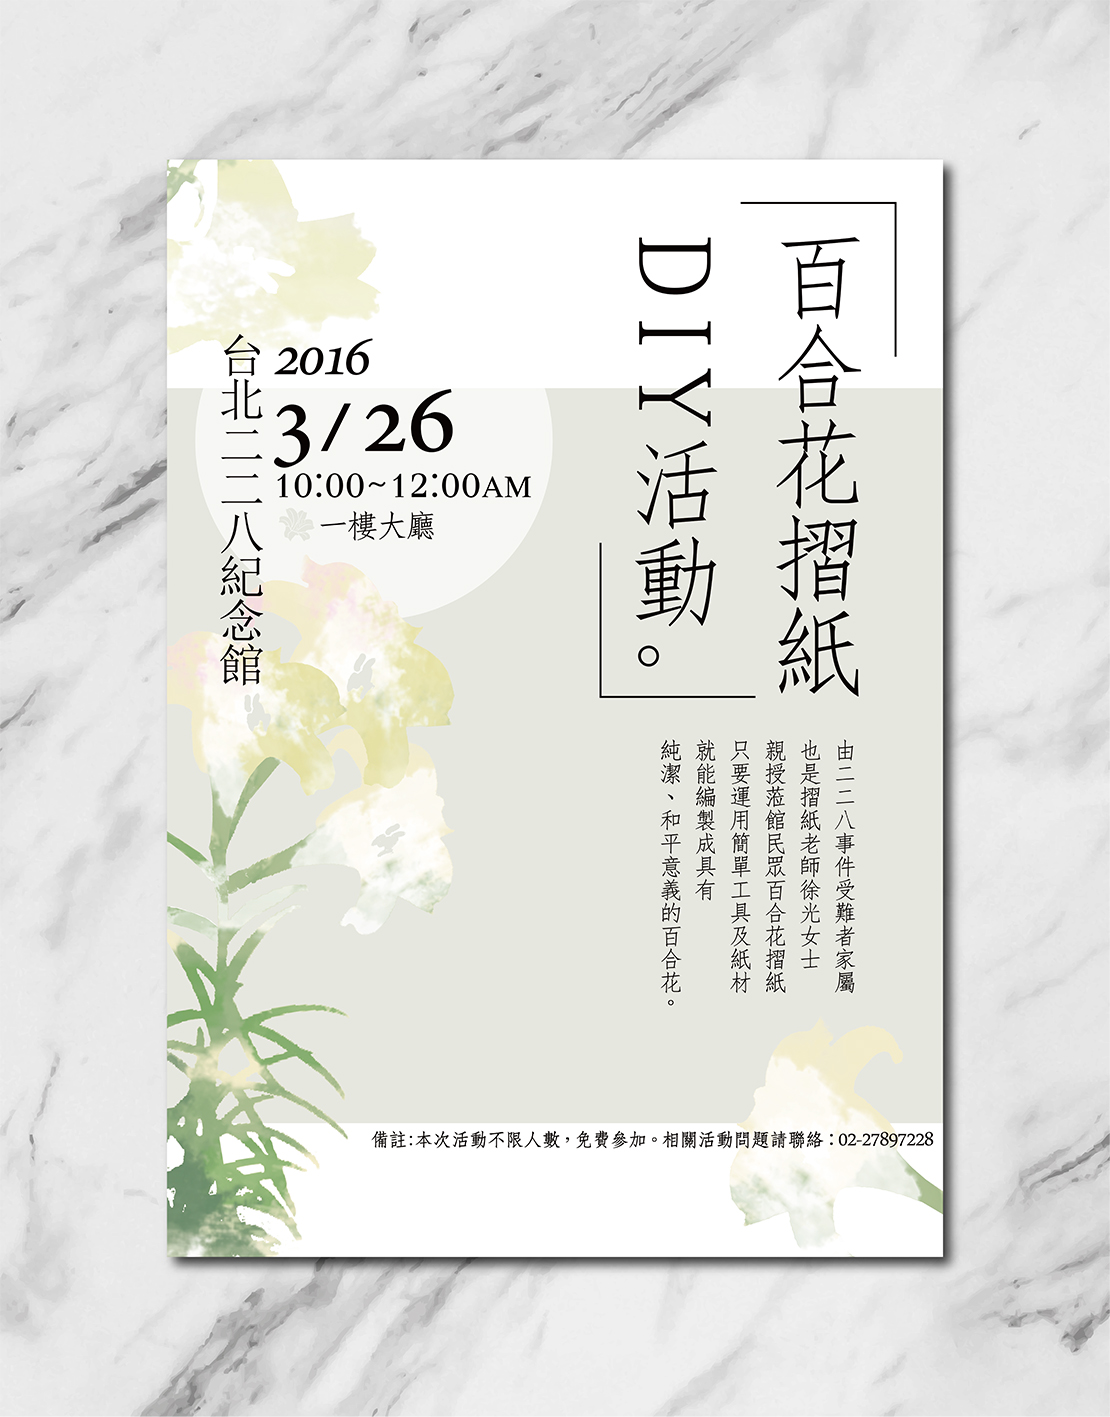 百合花摺紙
DIY活動。
台北二二八紀念館
2016
3/26
10:00~12:00AM
一樓大廳
由二二八事件受難者家屬
也是摺紙老師徐光女士
親授蒞館民眾百合花摺紙
只要運用簡單工具及紙材
就能編製成具有
純潔、和平意義的百合花。
備註:本次活動不限人數，免費參加。相關活動問題請聯絡：02-27897228